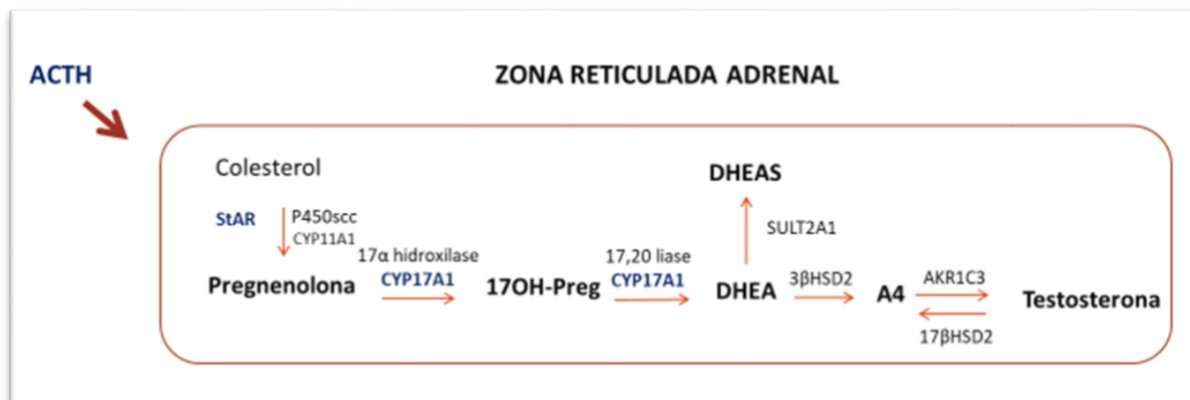 ACTH
ZONA RETICULADA ADRENAL
Colesterol
DHEAS
StAR
P450scc
CYP11A1
SULT2A1
17α hidroxilase
17,20 liase
Pregnenolona
CYP17A1
17OH-Preg
CYP17A1
DHEA
3βHSD2
A4
AKR1C3
Testosterona
17βHSD2